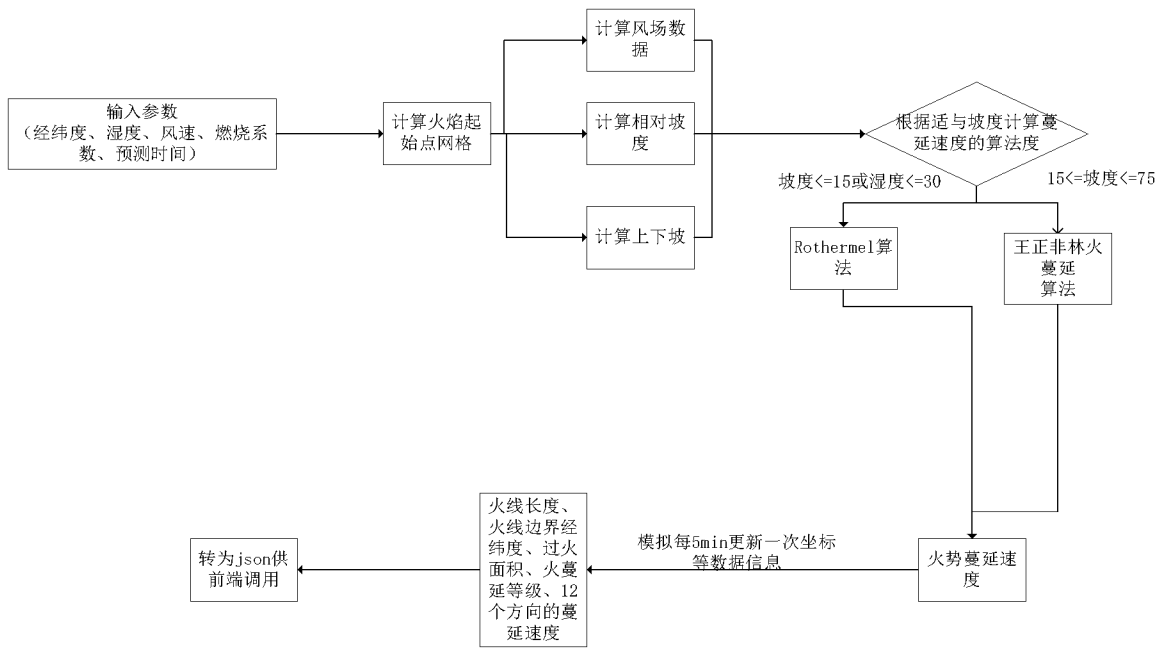 计算风场数
据
输入参数
（经纬度、湿度、风速、燃烧系
数、预测时间）
计算火焰起
始点网格
计算相对坡
度
根据适与坡度计算蔓
延速度的算法度
坡度<=15或湿度<=30
15<=坡度<=75
计算上下坡
Rothermel算
法
王正非林火
蔓延
算法
火线长度、
火线边界经
纬度、过火
面积、火蔓
延等级、12
个方向的蔓
延速度
转为json供
前端调用
模拟每5min更新一次坐标
等数据信息
火势蔓延速
度